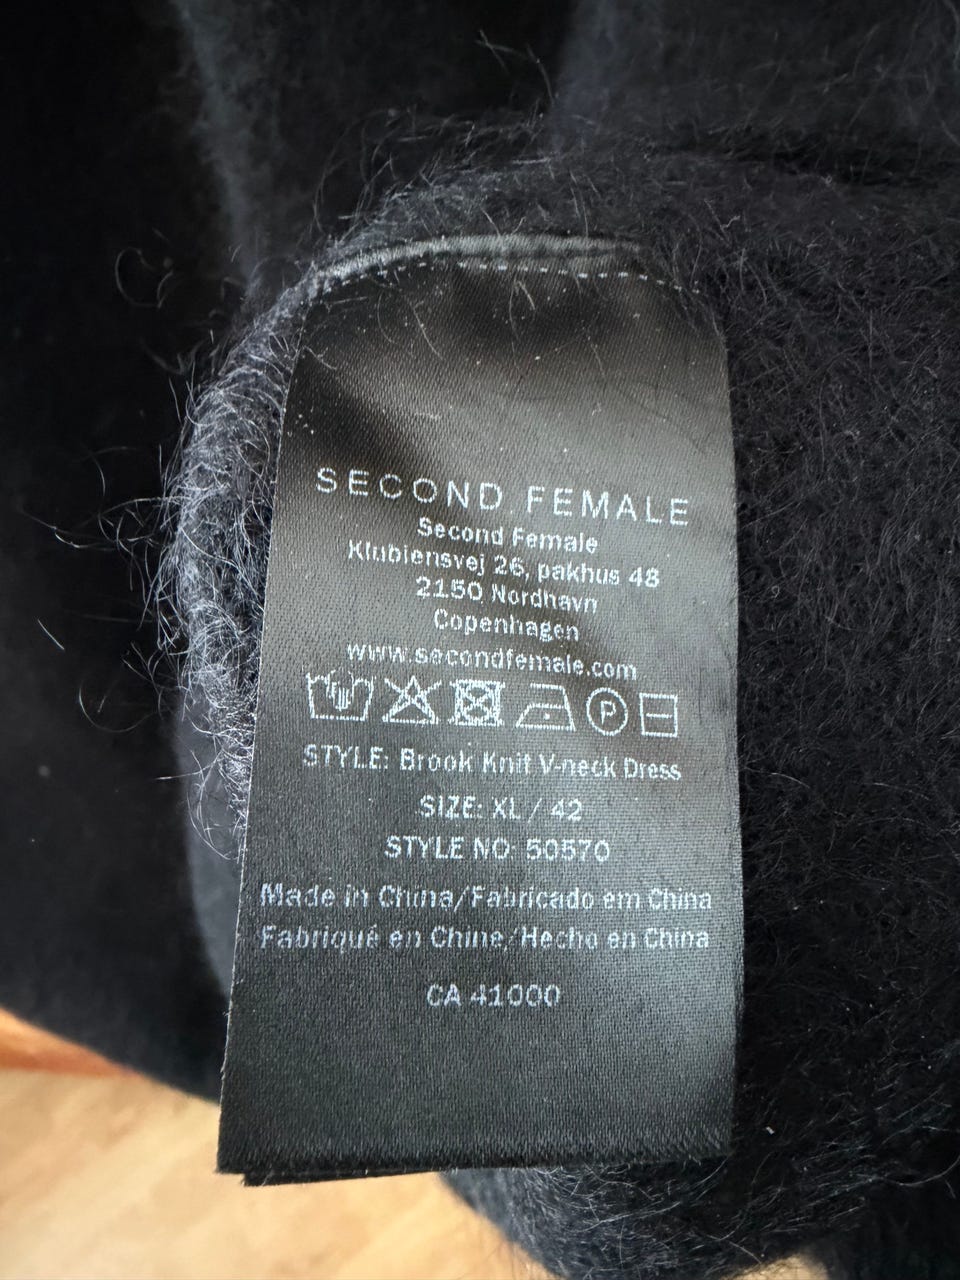 SECOND FEMALE
Second Female
Klubiensvej 26, pakhus 48
2150 Nordhavn
Copenhagen
www.secondfemale.com
P
STYLE: Brook Knit V-neck Dress
SIZE: XL / 42
STYLE NO: 50570
Made in China/Fabricado em China
Fabriqué en Chine/Hecho en China
CA 41000